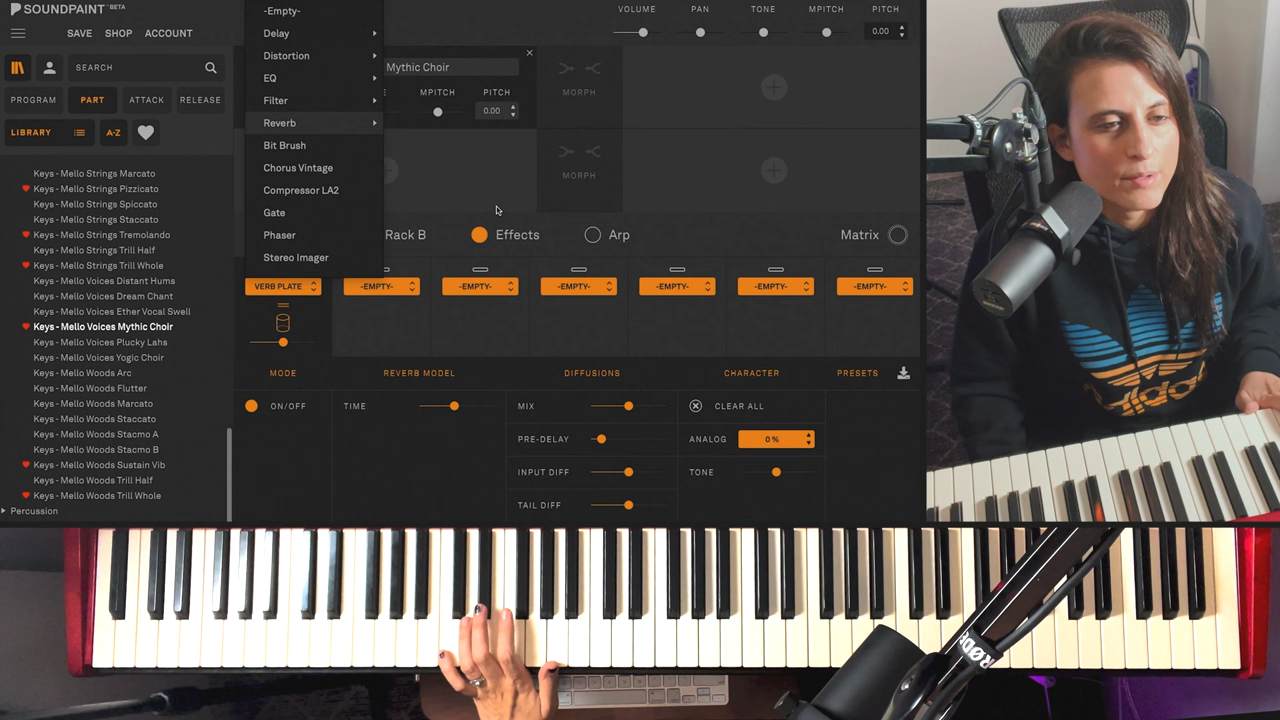 SOUNDPAINT™BETA
SAVE SHOP ACCOUNT
SEARCH
PROGRAM PART ATTACK RELEASE
LIBRARY A-Z
Keys - Mello Strings Marcato
Keys - Mello Strings Pizzicato
Keys - Mello Strings Spiccato
Keys - Mello Strings Staccato
Keys - Mello Strings Tremolando
Keys - Mello Strings Trill Half
Keys - Mello Strings Trill Whole
Keys - Mello Voices Distant Hums
Keys - Mello Voices Dream Chant
Keys - Mello Voices Ether Vocal Swell
Keys - Mello Voices Mythic Choir
Keys - Mello Voices Plucky Lahs
Keys - Mello Voices Yogic Choir
Keys - Mello Woods Arc
Keys - Mello Woods Flutter
Keys - Mello Woods Marcato
Keys - Mello Woods Staccato
Keys - Mello Woods Stacmo A
Keys - Mello Woods Stacmo B
Keys - Mello Woods Sustain Vib
Keys - Mello Woods Trill Half
Keys - Mello Woods Trill Whole
Percussion
-Empty-
Delay
Distortion
EQ
Filter
Reverb
Bit Brush
Chorus Vintage
Compressor LA2
Gate
Phaser
Stereo Imager
VOLUME PAN TONE MPITCH PITCH
0.00
Mythic Choir
MPITCH PITCH
0.00
MORPH
MORPH
Rack B Effects Arp Matrix
VERB PLATE -EMPTY- -EMPTY- -EMPTY- -EMPTY- -EMPTY- -EMPTY-
MODE REVERB MODEL DIFFUSIONS CHARACTER PRESETS
ON/OFF TIME MIX CLEAR ALL
PRE-DELAY ANALOG 0 %
INPUT DIFF TONE
TAIL DIFF
adidas
RØDE